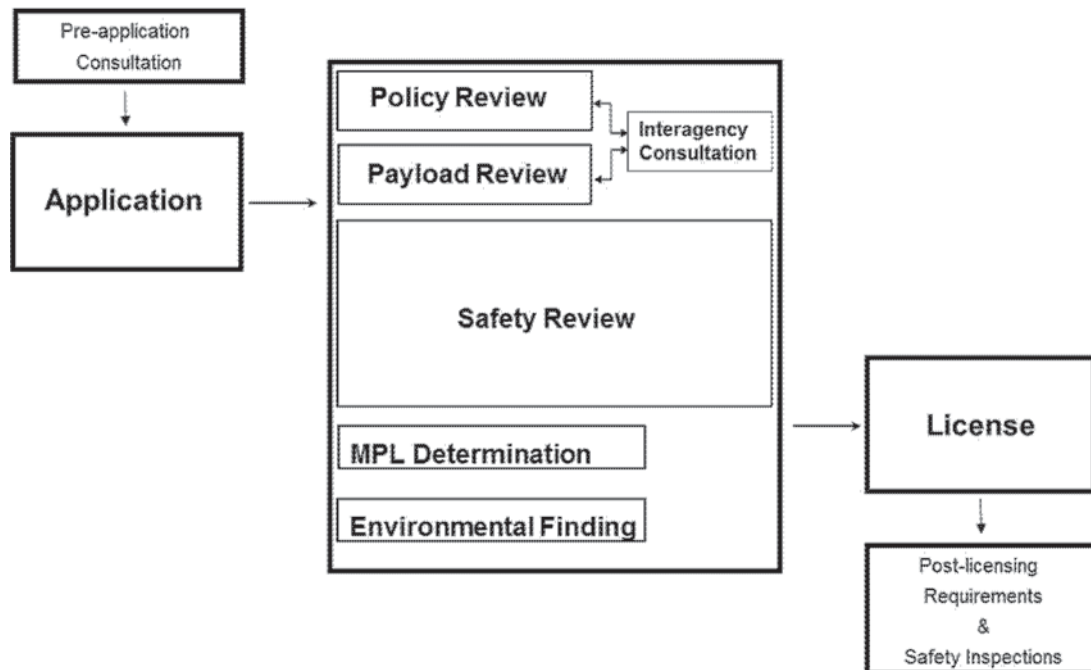 Pre-application
Consultation
Application
Policy Review
Payload Review
Interagency
Consultation
Safety Review
MPL Determination
Environmental Finding
License
Post-licensing
Requirements
&
Safety Inspections